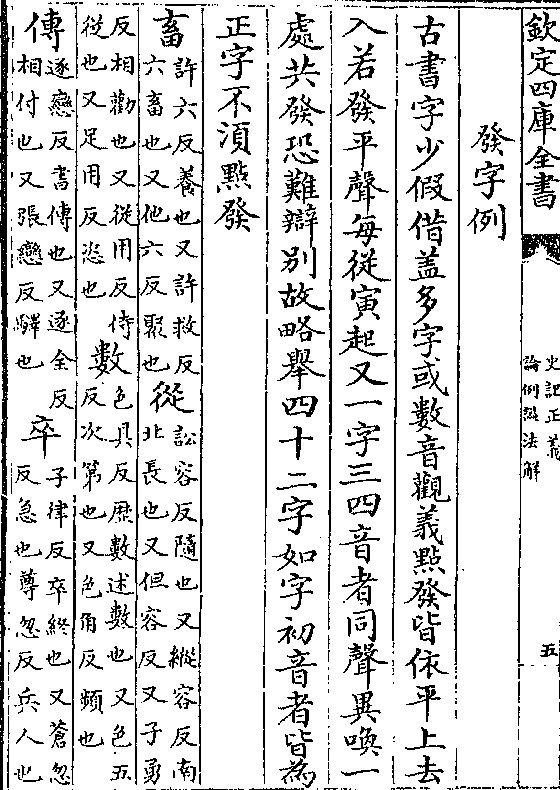 欽定四庫全書
史記正義
論例謚法解
五
發字例
古書字少假借蓋多字或數音觀義點發皆依平上去
入若發平聲每從寅起又一字三四音者同聲異喚一
處共發恐難辯别故略舉四十二字如字初音者皆為
正字不須點發
畜許六反養也又許救反
六畜也又他六反聚也從訟容反隨也又縱容反南
北長也又但容反又子勇
反相勸也又從用反侍
從也又足用反恣也數色具反厯數述數也又色五
反次第也又色角反頻也
傳逐戀反書傳也又逐全反
相付也又張戀反驛也卒子律反卒終也又蒼忽
反急也尊忽反兵人也